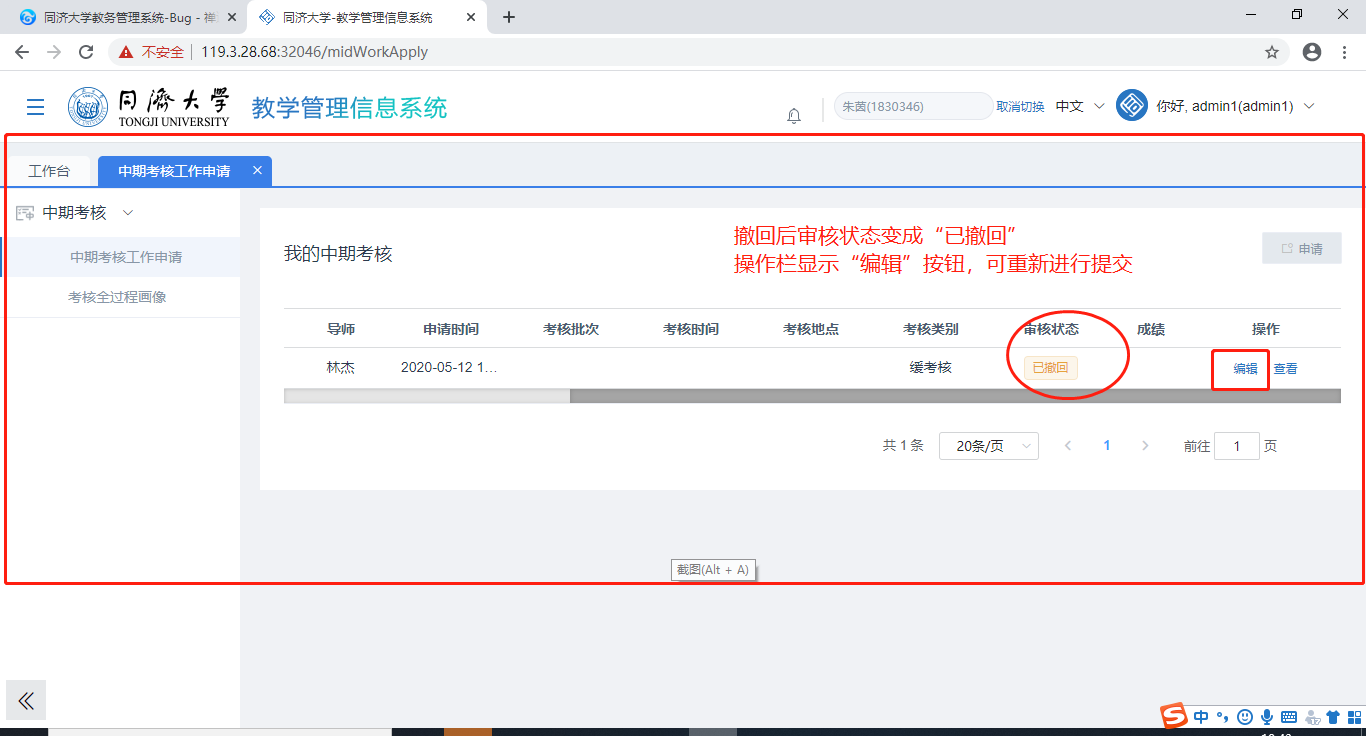 同济大学教务管理系统-Bug - 禅
同济大学-教学管理信息系统
不安全
119.3.28.68:32046/midWorkApply
同濟大学
TONGJI UNIVERSITY
教学管理信息系统
朱茵(1830346)
取消切换
中文
你好, admin1(admin1)
工作台
中期考核工作申请
中期考核
中期考核工作申请
考核全过程画像
我的中期考核
撤回后审核状态变成“已撤回”
操作栏显示“编辑”按钮，可重新进行提交
申请
导师 申请时间 考核批次 考核时间 考核地点 考核类别 审核状态 成绩 操作
林杰 2020-05-12 1... 缓考核 已撤回 编辑 查看
共 1 条 20条/页 1 前往 1 页
截图(Alt + A)
中